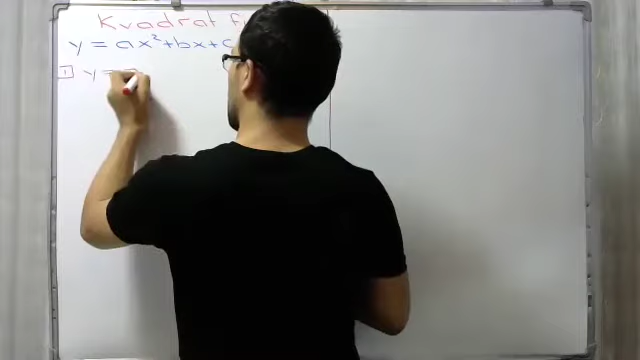 Kvadrat
y = ax²+bx+c
1 y =